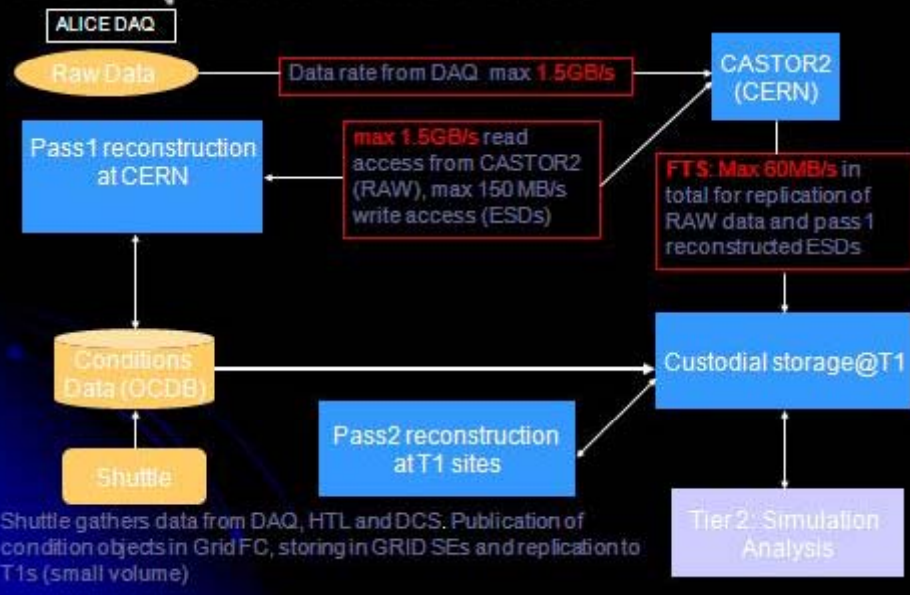 ALICE DAQ
Raw Data
Data rate from DAQ max 1.5GB/s
CASTOR2
(CERN)
Pass1 reconstruction
at CERN
max 1.5GB/s read
access from CASTOR2
(RAW), max 150 MB/s
write access (ESDs)
FTS: Max 60MB/s in
total for replication of
RAW data and pass 1
reconstructed ESDs
Conditions
Data (OCDB)
Custodial storage@T1
Pass2 reconstruction
at T1 sites
Shuttle
Shuttle gathers data from DAQ, HTL and DCS. Publication of
condition objects in Grid FC, storing in GRID SEs and replication to
T1s (small volume)
Tier 2: Simulation
Analysis